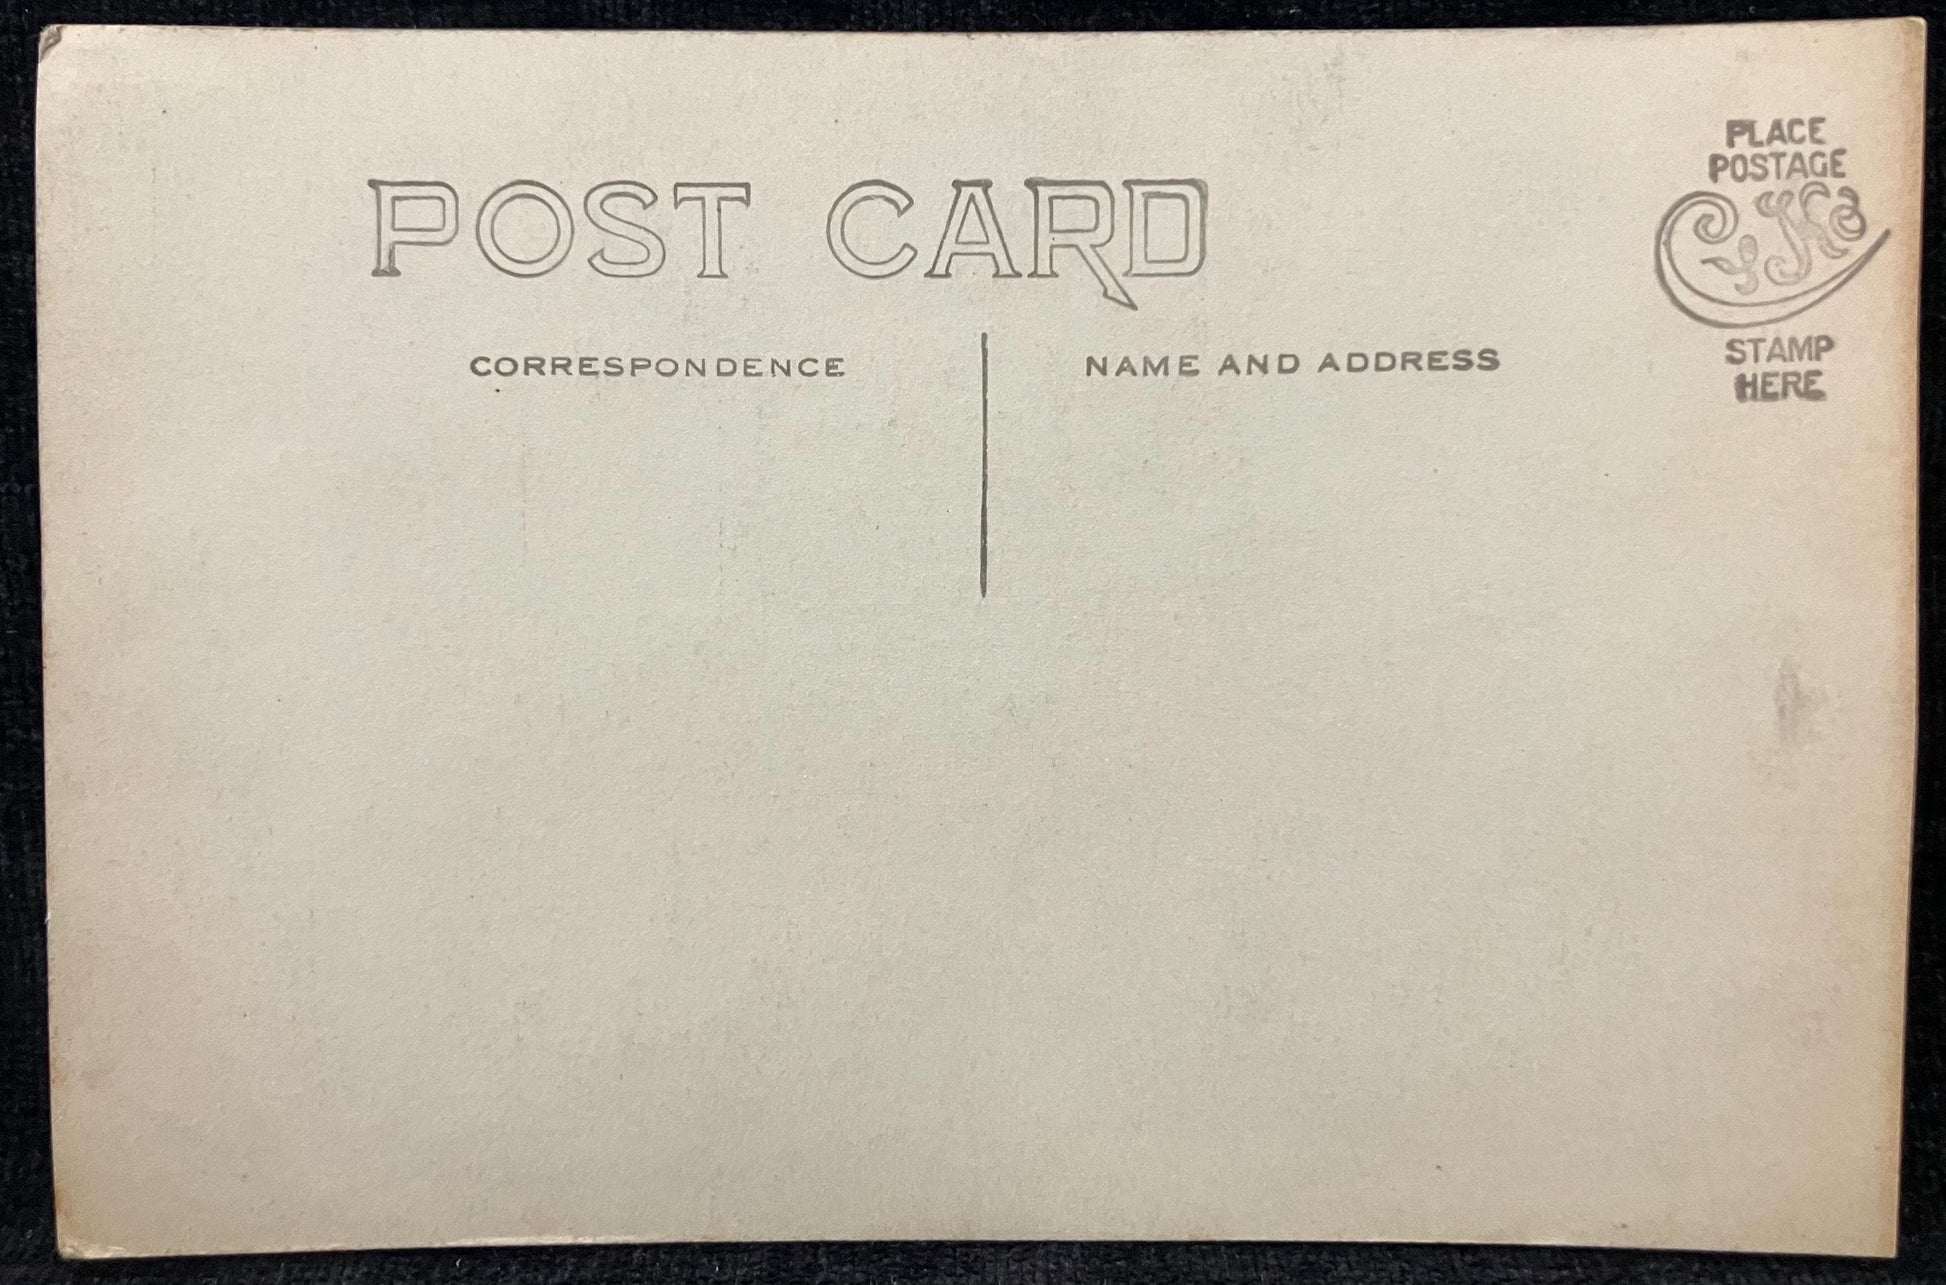 POST CARD
CORRESPONDENCE
NAME AND ADDRESS
PLACE
POSTAGE
STAMP
HERE